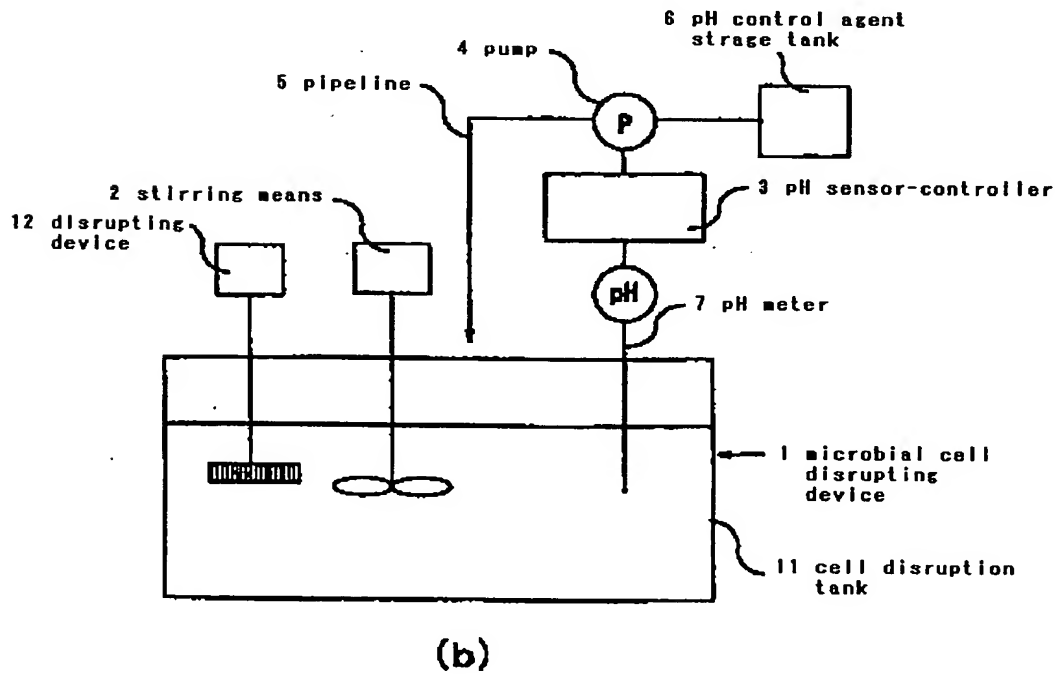 6 pH control agent
strage tank
4 pump
5 pipeline
P
2 stirring means
3 pH sensor-controller
12 disrupting
device
pH
7 pH meter
1 microbial cell
disrupting
device
11 cell disruption
tank
(b)